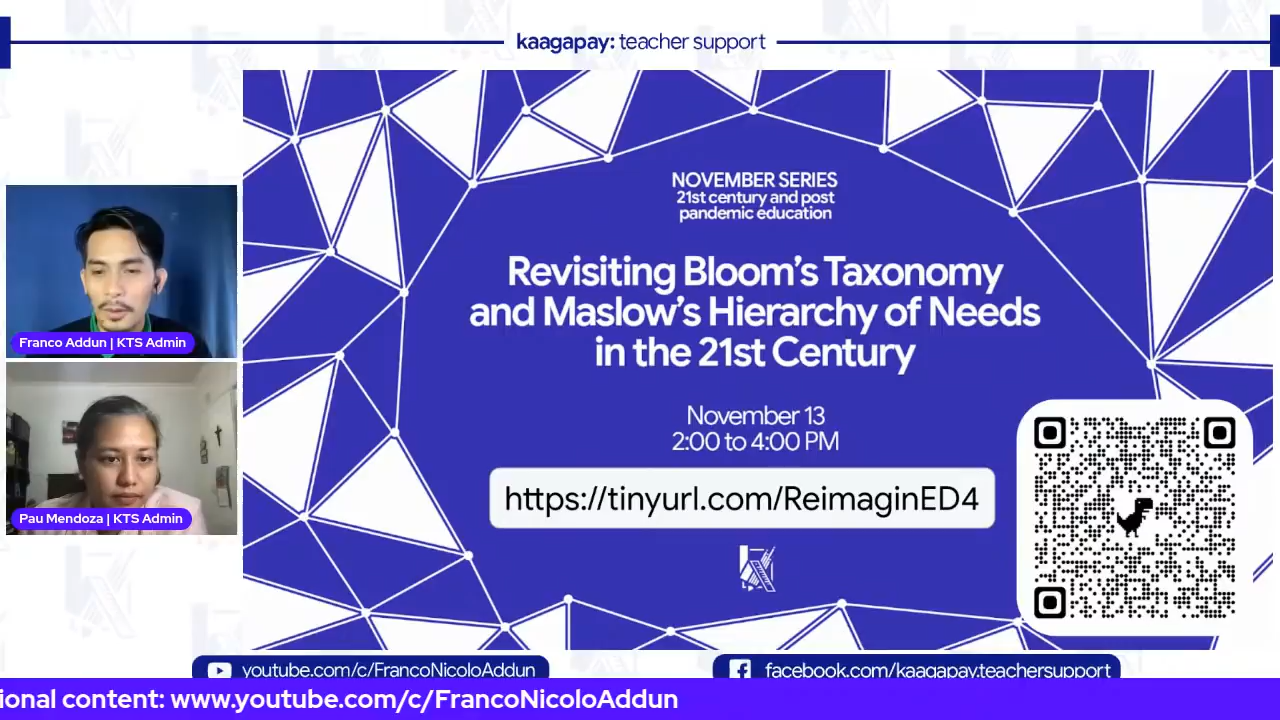 kaagapay: teacher support
NOVEMBER SERIES
21st century and post
pandemic education
Revisiting Bloom’s Taxonomy
and Maslow’s Hierarchy of Needs
in the 21st Century
November 13
2:00 to 4:00 PM
https://tinyurl.com/ReimaginED4
Franco Addun | KTS Admin
Pau Mendoza | KTS Admin
youtube.com/c/FrancoNicoloAddun
facebook.com/kaagapay.teachersupport
ional content: www.youtube.com/c/FrancoNicoloAddun